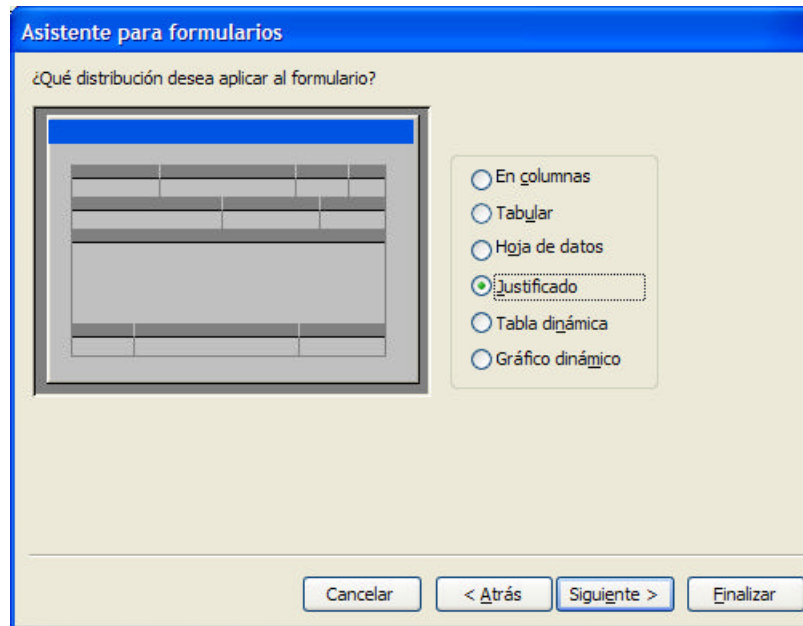 Asistente para formularios
¿Qué distribución desea aplicar al formulario?
En columnas
Tabular
Hoja de datos
Justificado
Tabla dinámica
Gráfico dinámico
Cancelar
< Atrás
Siguiente >
Finalizar